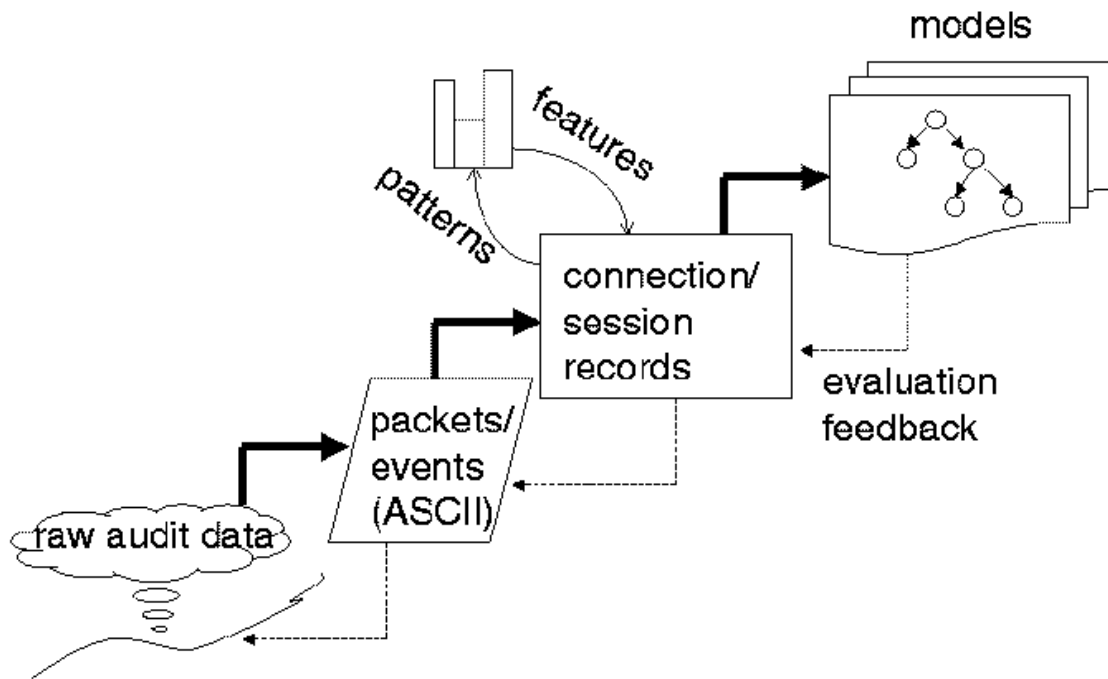 models
features
patterns
connection/
session
records
evaluation
feedback
packets/
events
(ASCII)
raw audit data